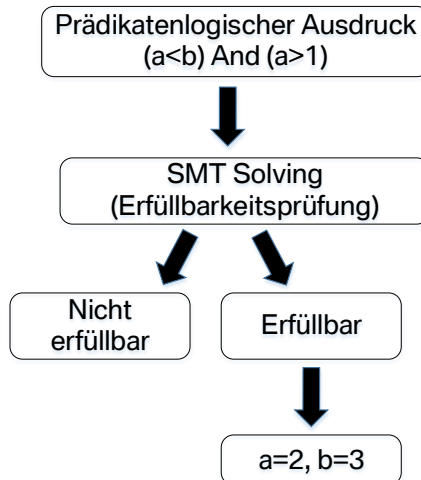 Prädikatenlogischer Ausdruck
(a<b) And (a>1)
SMT Solving
(Erfüllbarkeitsprüfung)
Nicht
erfüllbar
Erfüllbar
a=2, b=3